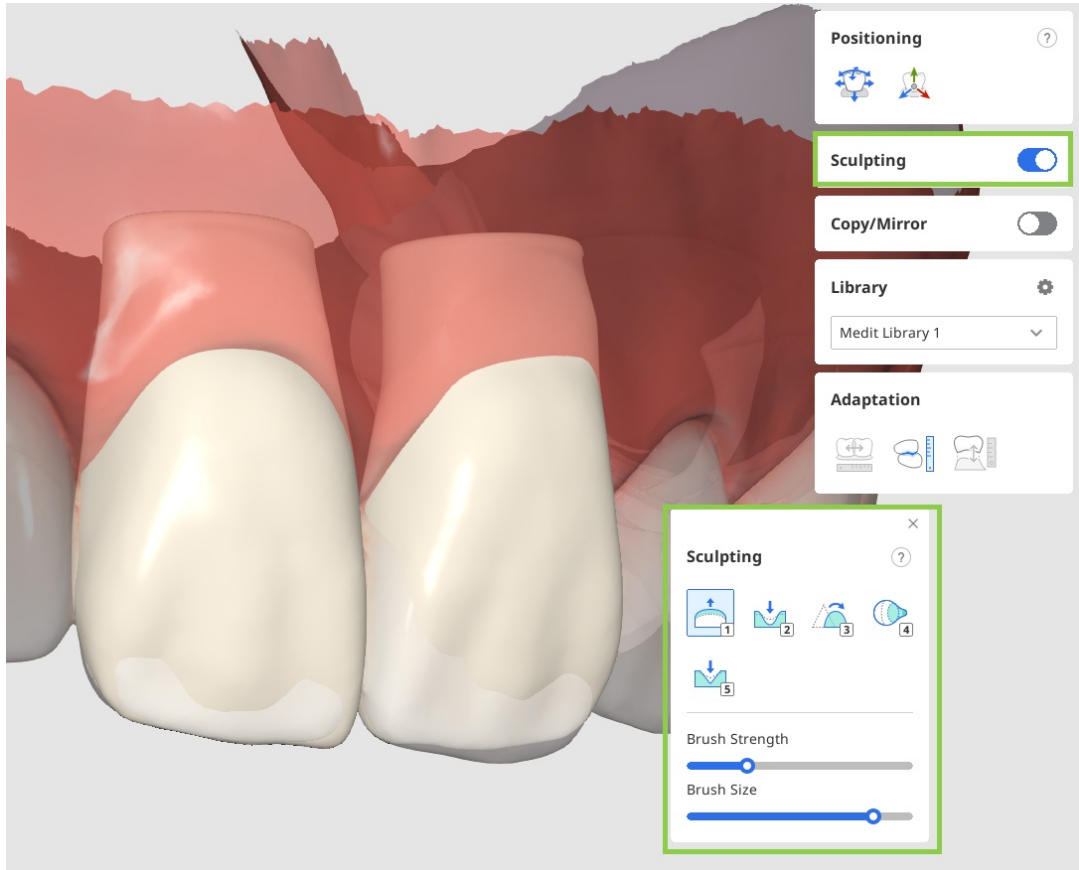 Positioning
?
Sculpting
Copy/Mirror
Library
Medit Library 1
Adaptation
Sculpting
?
1
2
3
4
5
Brush Strength
Brush Size